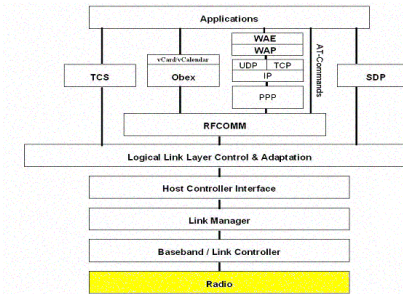 Applications
WAE
WAP
vCard/vCalendar
Obex
UDP TCP
IP
AT-Commands
TCS
SDP
PPP
RFCOMM
Logical Link Layer Control & Adaptation
Host Controller Interface
Link Manager
Baseband / Link Controller
Radio